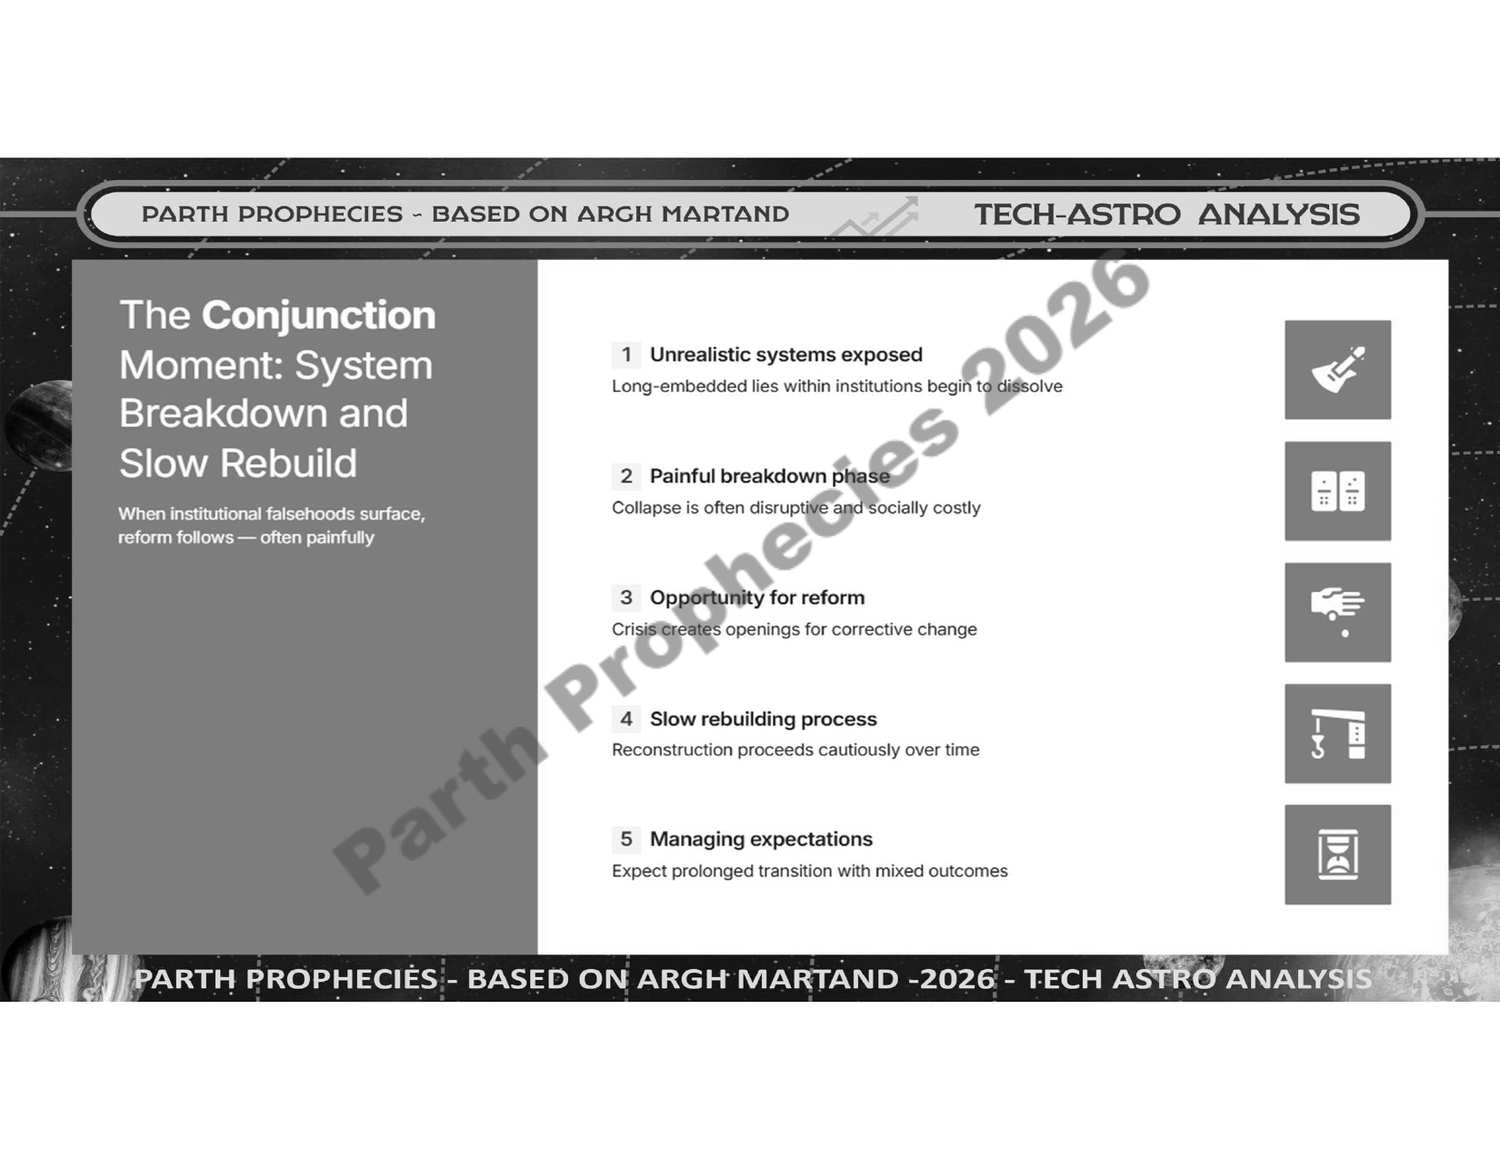 PARTH PROPHECIES ~ BASED ON ARGH MARTAND
TECH-ASTRO ANALYSIS
The Conjunction
Moment: System
Breakdown and
Slow Rebuild
When institutional falsehoods surface,
reform follows — often painfully
1 Unrealistic systems exposed
Long-embedded lies within institutions begin to dissolve
2 Painful breakdown phase
Collapse is often disruptive and socially costly
3 Opportunity for reform
Crisis creates openings for corrective change
4 Slow rebuilding process
Reconstruction proceeds cautiously over time
5 Managing expectations
Expect prolonged transition with mixed outcomes
Parth Prophecies 2026
PARTH PROPHECIES - BASED ON ARGH MARTAND -2026 - TECH ASTRO ANALYSIS